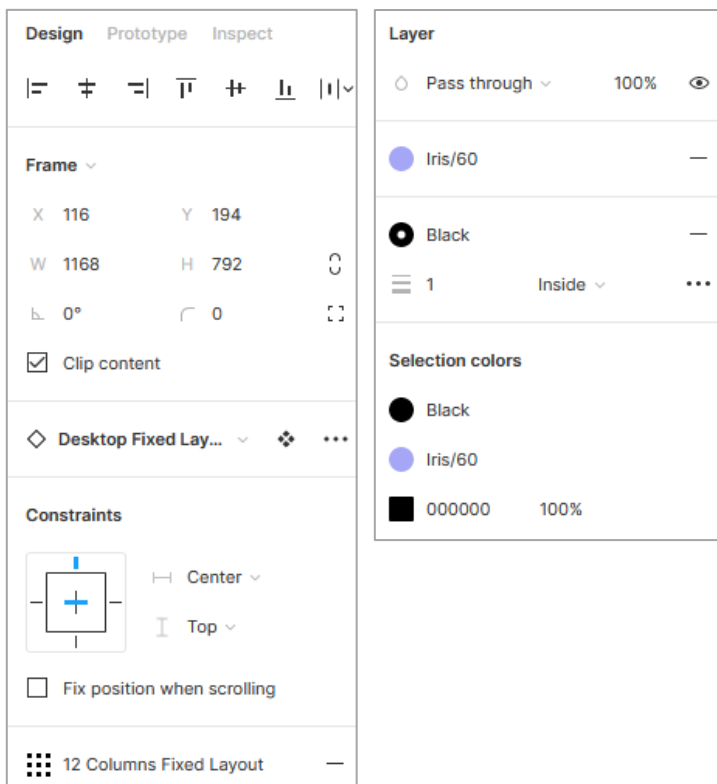 Design Prototype Inspect
Frame
X 116 Y 194
W 1168 H 792
0° 0
Clip content
Desktop Fixed Lay...
Constraints
Center
Top
Fix position when scrolling
12 Columns Fixed Layout
Layer
Pass through 100%
Iris/60
Black
1 Inside
Selection colors
Black
Iris/60
000000 100%